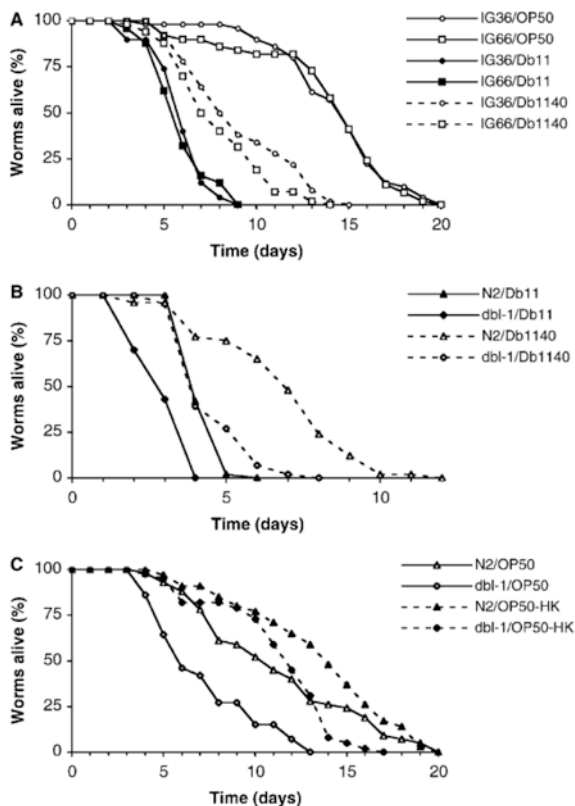 A
Worms alive (%)
100
75
50
25
0
0 5 10 15 20
Time (days)
IG36/OP50
IG66/OP50
IG36/Db11
IG66/Db11
IG36/Db1140
IG66/Db1140
B
Worms alive (%)
100
75
50
25
0
0 5 10
Time (days)
N2/Db11
dbl-1/Db11
N2/Db1140
dbl-1/Db1140
C
Worms alive (%)
100
75
50
25
0
0 5 10 15 20
Time (days)
N2/OP50
dbl-1/OP50
N2/OP50-HK
dbl-1/OP50-HK